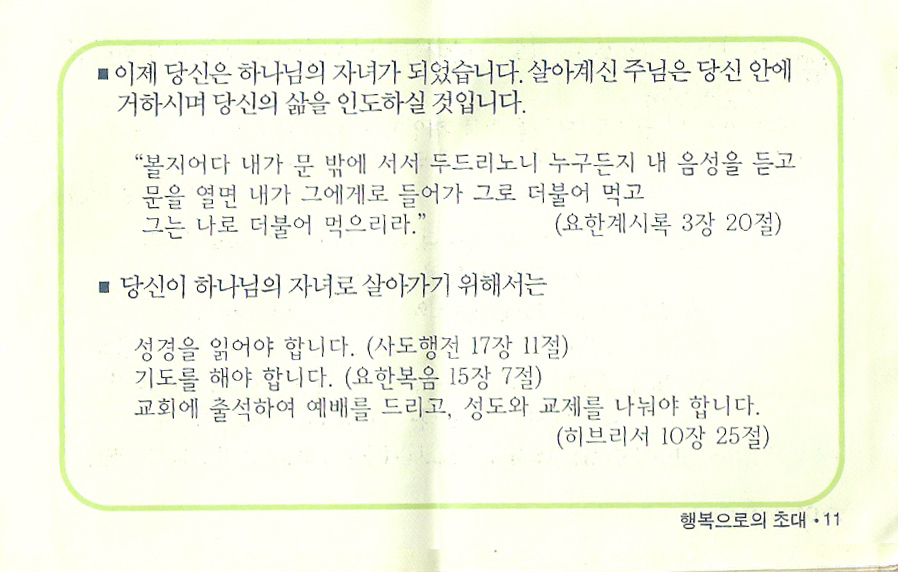 ■ 이제 당신은 하나님의 자녀가 되었습니다. 살아계신 주님은 당신 안에
거하시며 당신의 삶을 인도하실 것입니다.
“볼지어다 내가 문 밖에 서서 두드리노니 누구든지 내 음성을 듣고
문을 열면 내가 그에게로 들어가 그로 더불어 먹고
그는 나로 더불어 먹으리라.” (요한계시록 3장 20절)
■ 당신이 하나님의 자녀로 살아가기 위해서는
성경을 읽어야 합니다. (사도행전 17장 11절)
기도를 해야 합니다. (요한복음 15장 7절)
교회에 출석하여 예배를 드리고, 성도와 교제를 나눠야 합니다.
(히브리서 10장 25절)
행복으로의 초대 • 11